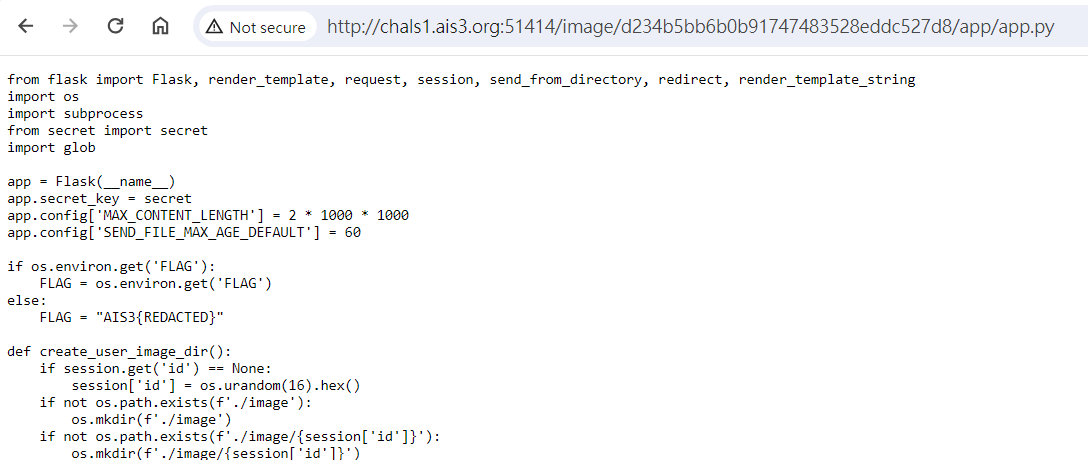 Not secure
http://chals1.ais3.org:51414/image/d234b5bb6b0b91747483528eddc527d8/app/app.py
from flask import Flask, render_template, request, session, send_from_directory, redirect, render_template_string
import os
import subprocess
from secret import secret
import glob
app = Flask(__name__)
app.secret_key = secret
app.config['MAX_CONTENT_LENGTH'] = 2 * 1000 * 1000
app.config['SEND_FILE_MAX_AGE_DEFAULT'] = 60
if os.environ.get('FLAG'):
    FLAG = os.environ.get('FLAG')
else:
    FLAG = "AIS3{REDACTED}"
def create_user_image_dir():
    if session.get('id') == None:
        session['id'] = os.urandom(16).hex()
    if not os.path.exists(f'./image'):
        os.mkdir(f'./image')
    if not os.path.exists(f'./image/{session['id']}'):
        os.mkdir(f'./image/{session['id']}')